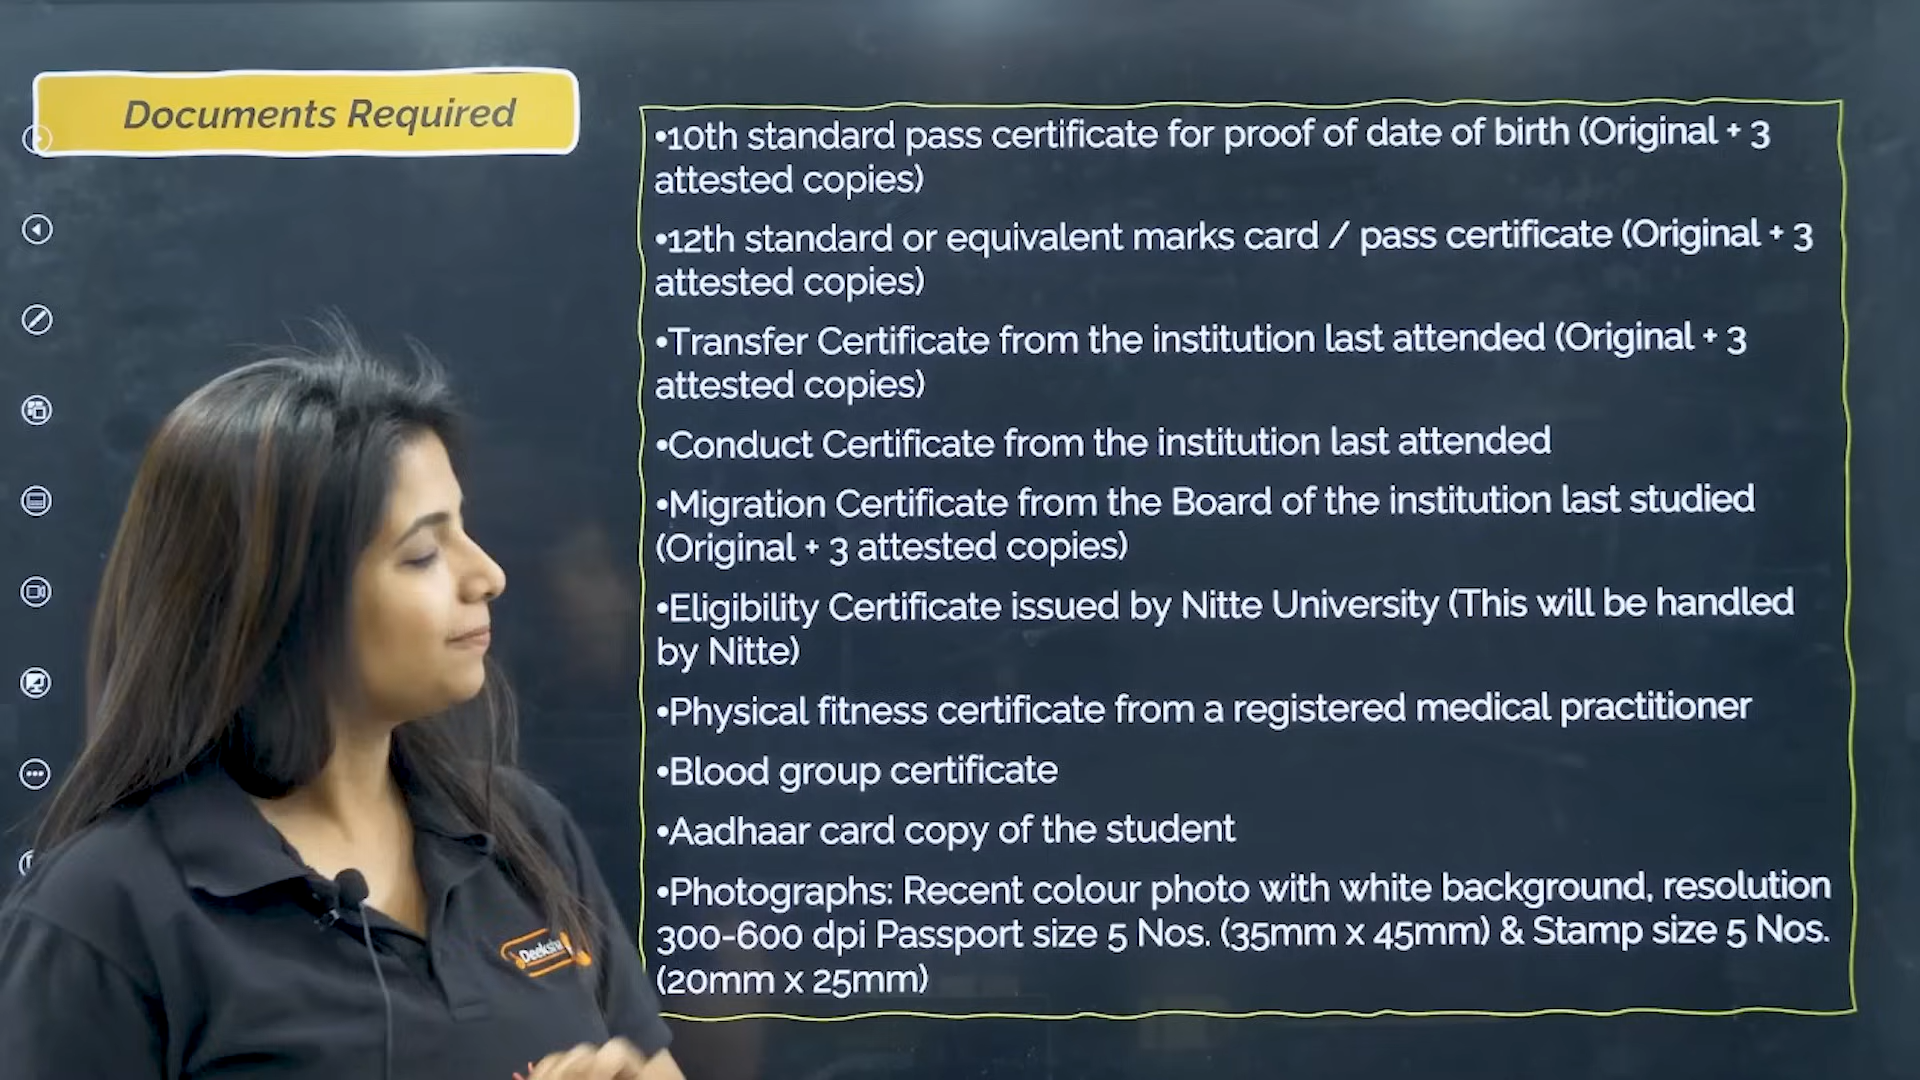 Documents Required
•10th standard pass certificate for proof of date of birth (Original + 3
attested copies)
•12th standard or equivalent marks card / pass certificate (Original + 3
attested copies)
•Transfer Certificate from the institution last attended (Original + 3
attested copies)
•Conduct Certificate from the institution last attended
•Migration Certificate from the Board of the institution last studied
(Original + 3 attested copies)
•Eligibility Certificate issued by Nitte University (This will be handled
by Nitte)
•Physical fitness certificate from a registered medical practitioner
•Blood group certificate
•Aadhaar card copy of the student
•Photographs: Recent colour photo with white background, resolution
300-600 dpi Passport size 5 Nos. (35mm x 45mm) & Stamp size 5 Nos.
(20mm x 25mm)